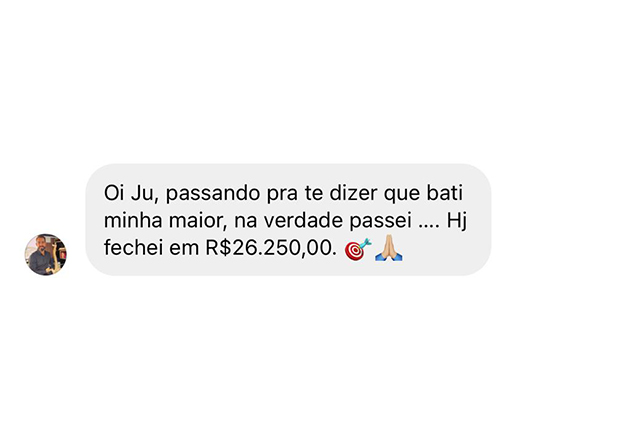 Oi Ju, passando pra te dizer que bati
minha maior, na verdade passei .... Hj
fechei em R$26.250,00. 🎯🙏🏼